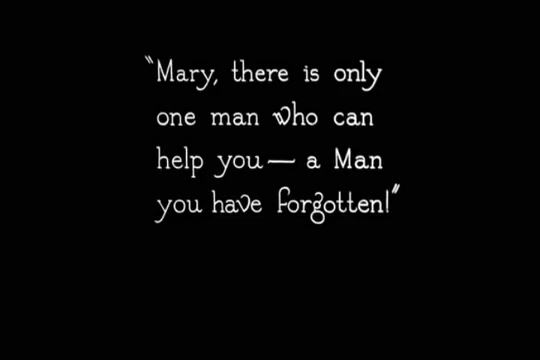 "Mary, there is only
one man who can
help you — a Man
you have forgotten!"